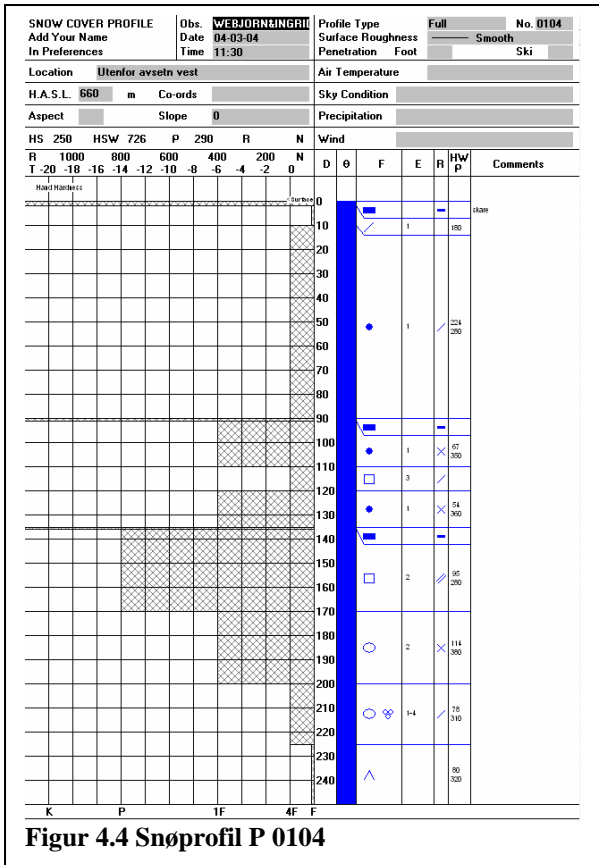 SNOW COVER PROFILE Obs. WEBJORN&INGRI Profile Type Full No. 0104
Add Your Name Date 04-03-04 Surface Roughness Smooth
In Preferences Time 11:30 Penetration Foot Ski
Location Utenfor avsetn vest Air Temperature
H.A.S.L. 660 m Co-ords Sky Condition
Aspect Slope 0 Precipitation
HS 250 HSW 726 P 290 R N Wind
R 1000 800 600 400 200 N D θ F E R HW P Comments
T -20 -18 -16 -14 -12 -10 -8 -6 -4 -2 0
Hand Hardness
<Surface 0
skare
10
1 180
20
30
40
50
1 224
280
60
70
80
90
100
1 67
350
110
3
120
130
1 54
360
140
150
160
2 95
280
170
180
2 114
380
190
200
210
1-4 78
310
220
230
240
80
320
K P 1F 4F F
Figur 4.4 Snøprofil P 0104